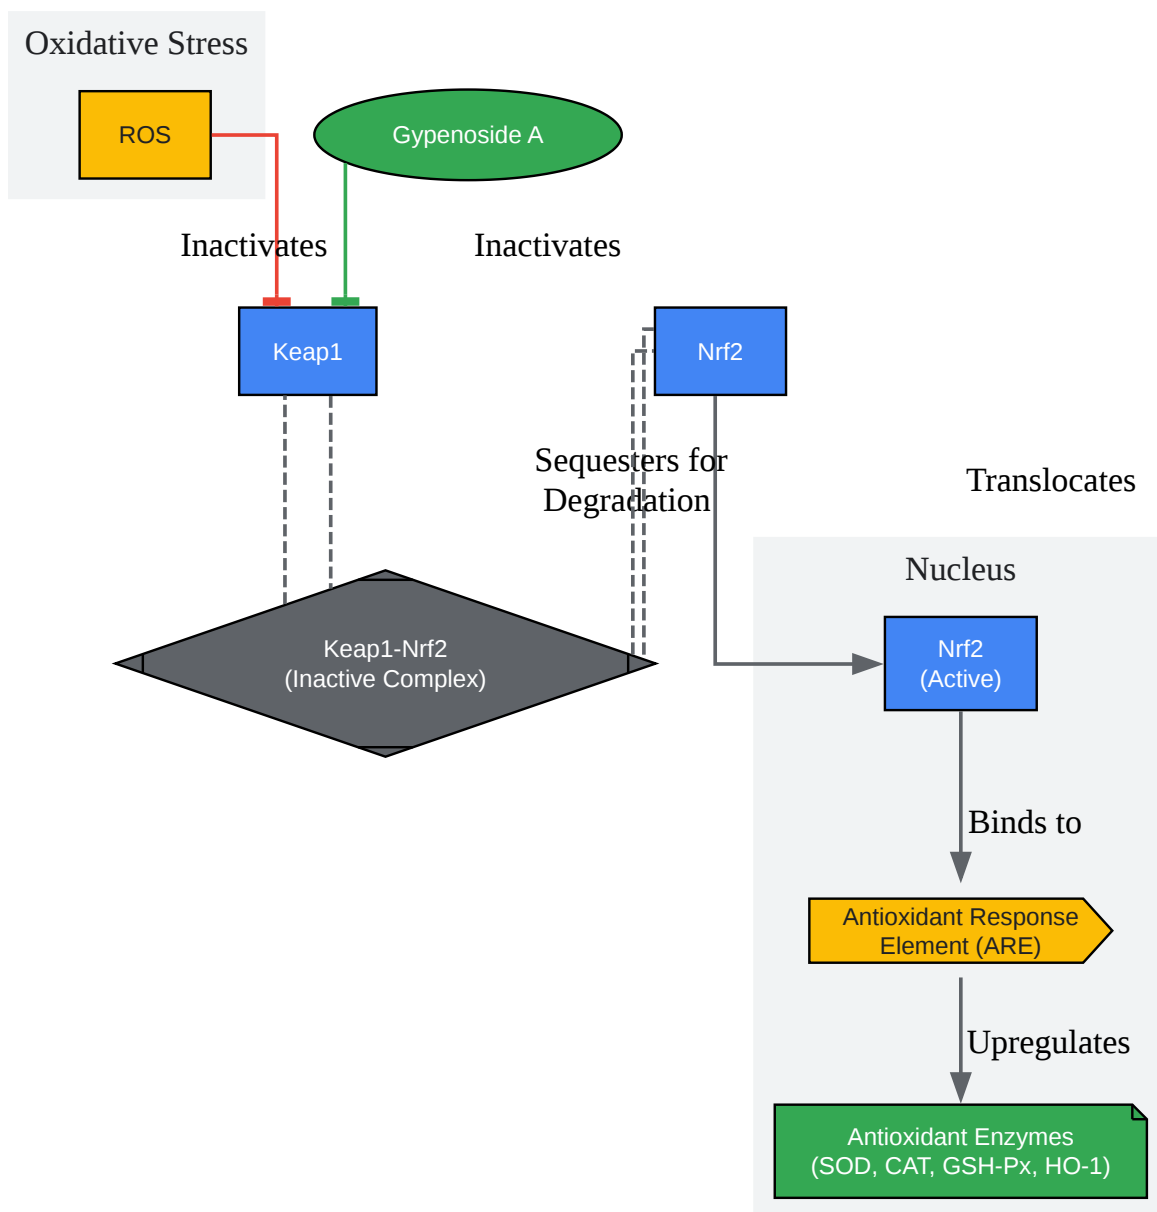 Oxidative Stress
ROS
Gypenoside A
Inactivates
Inactivates
Keap1
Nrf2
Sequesters for
Degradation
Translocates
Nucleus
Keap1-Nrf2
(Inactive Complex)
Nrf2
(Active)
Binds to
Antioxidant Response
Element (ARE)
Upregulates
Antioxidant Enzymes
(SOD, CAT, GSH-Px, HO-1)